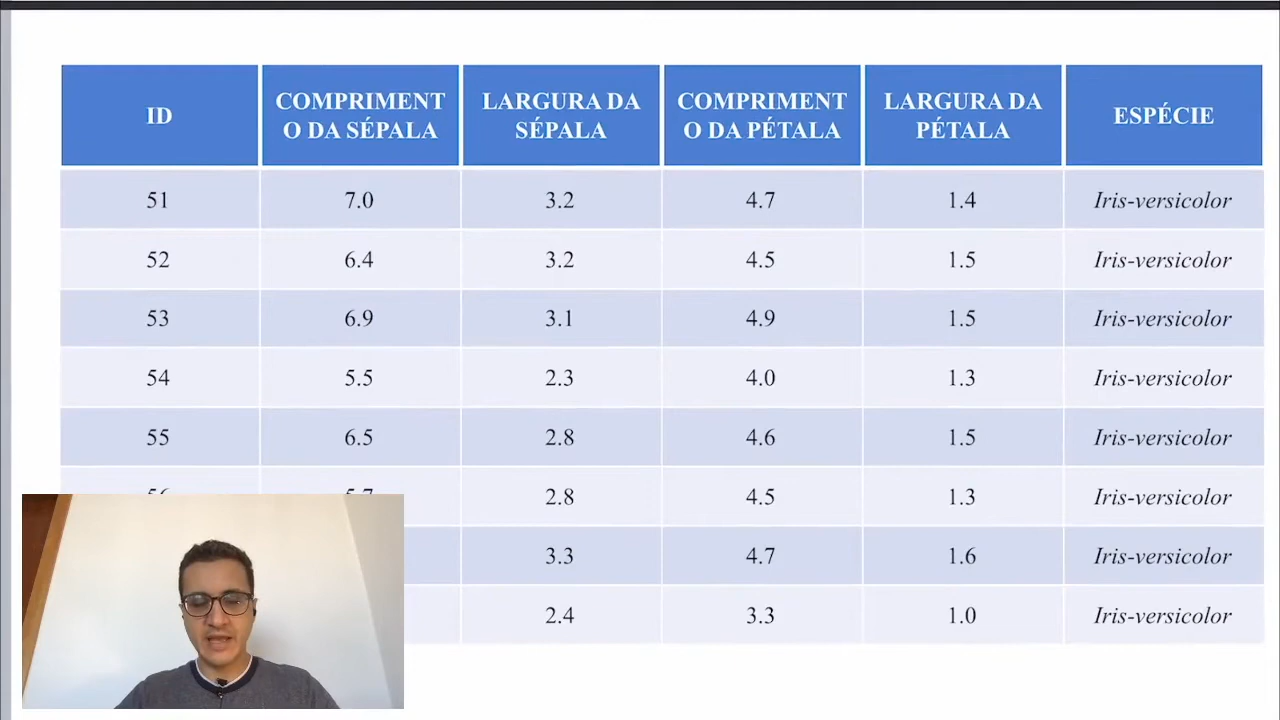 ID COMPRIMENT O DA SÉPALA LARGURA DA SÉPALA COMPRIMENT O DA PÉTALA LARGURA DA PÉTALA ESPÉCIE
51 7.0 3.2 4.7 1.4 Iris-versicolor
52 6.4 3.2 4.5 1.5 Iris-versicolor
53 6.9 3.1 4.9 1.5 Iris-versicolor
54 5.5 2.3 4.0 1.3 Iris-versicolor
55 6.5 2.8 4.6 1.5 Iris-versicolor
2.8 4.5 1.3 Iris-versicolor
3.3 4.7 1.6 Iris-versicolor
2.4 3.3 1.0 Iris-versicolor